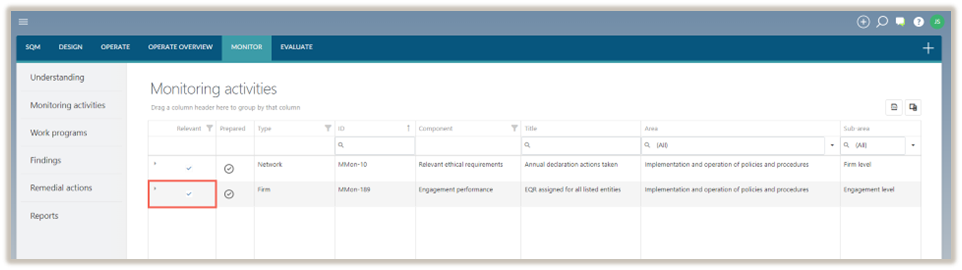 JS
SQM DESIGN OPERATE OPERATE OVERVIEW MONITOR EVALUATE
Understanding
Monitoring activities
Work programs
Findings
Remedial actions
Reports
Monitoring activities
Drag a column header here to group by that column
Relevant Prepared Type ID Component Title Area Sub area
(All) (All)
* Network MMon-10 Relevant ethical requirements Annual declaration actions taken Implementation and operation of policies and procedures Firm level
* Firm MMon-169 Engagement performance EQR assigned for all listed entities Implementation and operation of policies and procedures Engagement level